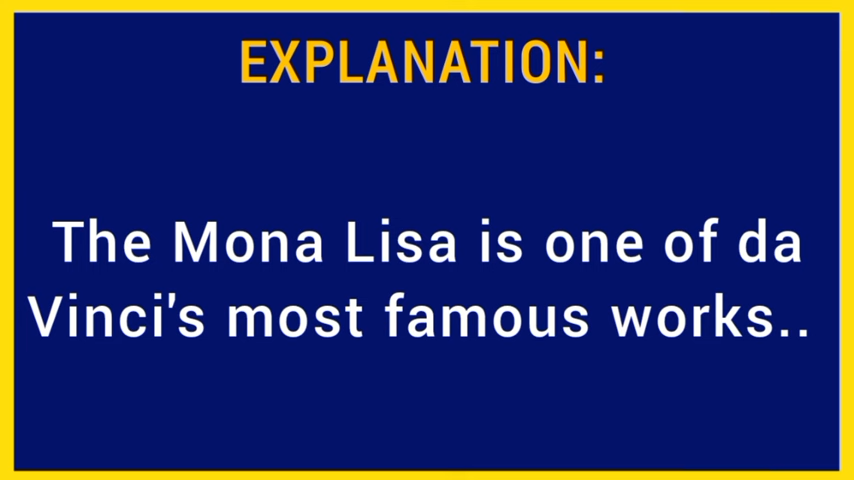 EXPLANATION:
The Mona Lisa is one of da
Vinci's most famous works..